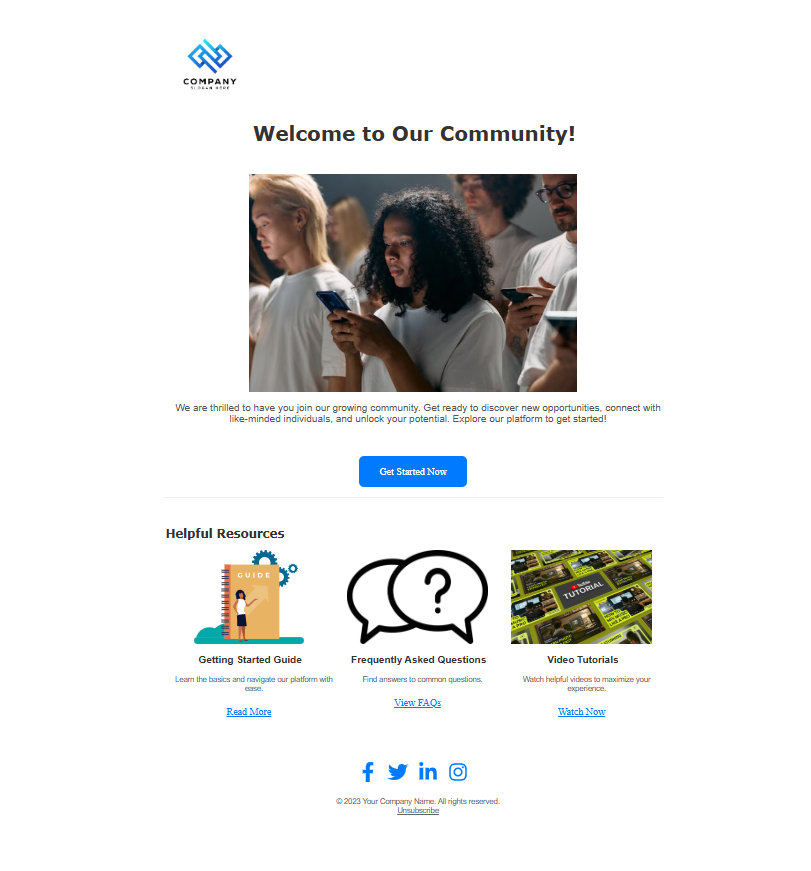 COMPANY
SLOGAN HERE
Welcome to Our Community!
We are thrilled to have you join our growing community. Get ready to discover new opportunities, connect with
like-minded individuals, and unlock your potential. Explore our platform to get started!
Get Started Now
Helpful Resources
GUIDE
YouTube
TUTORIAL
Getting Started Guide
Frequently Asked Questions
Video Tutorials
Learn the basics and navigate our platform with
ease.
Find answers to common questions.
Watch helpful videos to maximize your
experience.
Read More
View FAQs
Watch Now
© 2023 Your Company Name. All rights reserved.
Unsubscribe